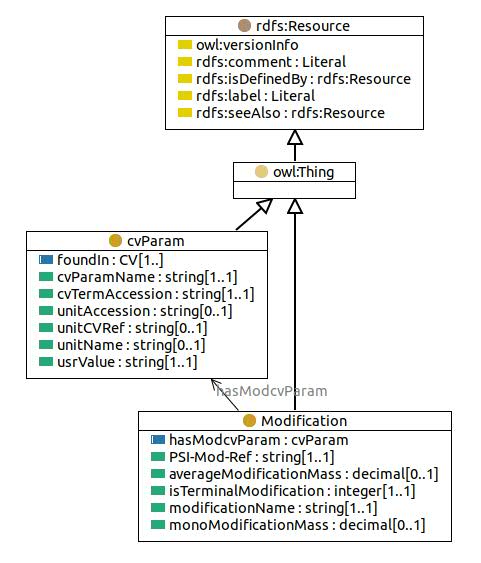 rdfs:Resource
owl:versionInfo
rdfs:comment : Literal
rdfs:isDefinedBy : rdfs:Resource
rdfs:label : Literal
rdfs:seeAlso : rdfs:Resource
owl:Thing
cvParam
foundIn : CV[1..]
cvParamName : string[1..1]
cvTermAccession : string[1..1]
unitAccession : string[0..1]
unitCVRef : string[0..1]
unitName : string[0..1]
usrValue : string[1..1]
hasModcvParam
Modification
hasModcvParam : cvParam
PSI-Mod-Ref : string[1..1]
averageModificationMass : decimal[0..1]
isTerminalModification : integer[1..1]
modificationName : string[1..1]
monoModificationMass : decimal[0..1]